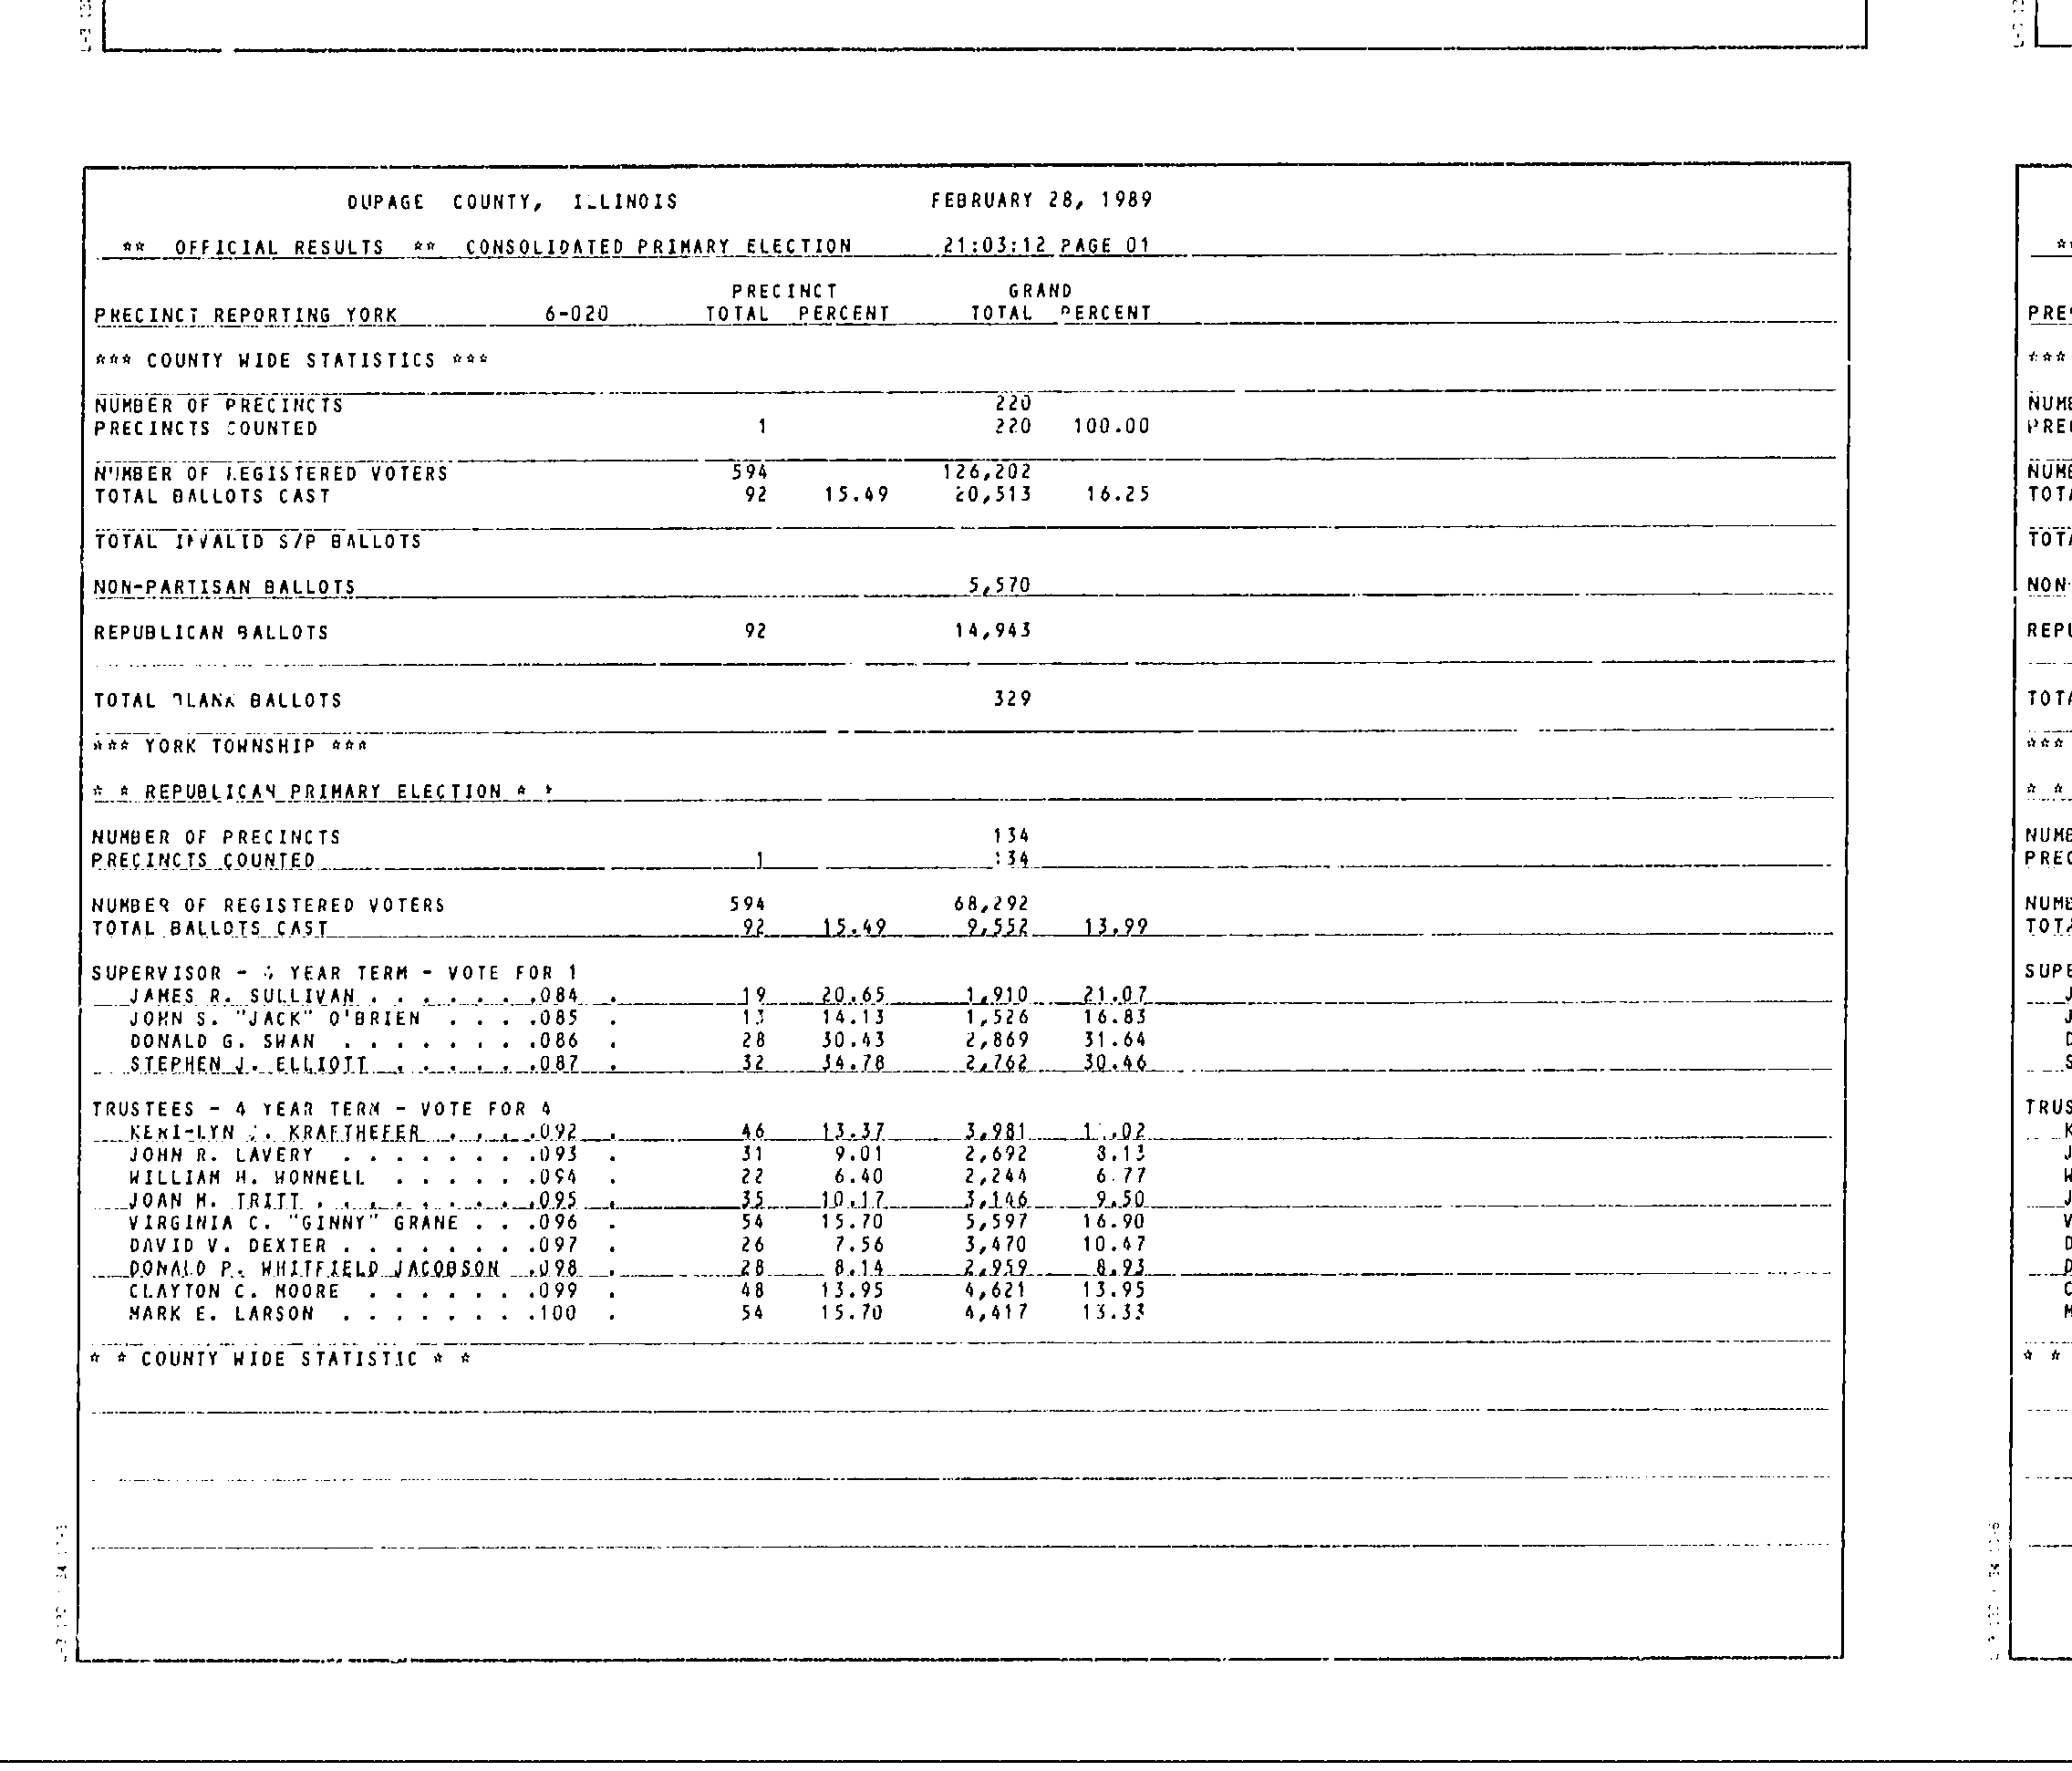 DUPAGE COUNTY, ILLINOIS FEBRUARY 28, 1989
** OFFICIAL RESULTS ** CONSOLIDATED PRIMARY ELECTION 21:03:12 PAGE 01
PRECINCT GRAND
PRECINCT REPORTING YORK 6-020 TOTAL PERCENT TOTAL PERCENT
*** COUNTY WIDE STATISTICS ***
NUMBER OF PRECINCTS 220
PRECINCTS COUNTED 1 220 100.00
NUMBER OF REGISTERED VOTERS 594 126,202
TOTAL BALLOTS CAST 92 15.49 20,513 16.25
TOTAL INVALID S/P BALLOTS
NON-PARTISAN BALLOTS 5,570
REPUBLICAN BALLOTS 92 14,943
TOTAL BLANK BALLOTS 329
*** YORK TOWNSHIP ***
* * REPUBLICAN PRIMARY ELECTION * *
NUMBER OF PRECINCTS 134
PRECINCTS COUNTED 1 134
NUMBER OF REGISTERED VOTERS 594 68,292
TOTAL BALLOTS CAST 92 15.49 9,552 13.99
SUPERVISOR - 4 YEAR TERM - VOTE FOR 1
JAMES R. SULLIVAN . . . . . . .084 . 19 20.65 1,910 21.07
JOHN S. "JACK" O'BRIEN . . . .085 . 13 14.13 1,526 16.83
DONALD G. SWAN . . . . . . . .086 . 28 30.43 2,869 31.64
STEPHEN J. ELLIOTT . . . . . .087 . 32 34.78 2,762 30.46
TRUSTEES - 4 YEAR TERM - VOTE FOR 4
KERI-LYN J. KRAFTHEFER . . . .092 . 46 13.37 3,981 12.02
JOHN R. LAVERY . . . . . . . .093 . 31 9.01 2,692 8.13
WILLIAM H. WONNELL . . . . . .094 . 22 6.40 2,244 6.77
JOAN M. TRITT . . . . . . . . .095 . 35 10.17 3,146 9.50
VIRGINIA C. "GINNY" GRANE . . .096 . 54 15.70 5,597 16.90
DAVID V. DEXTER . . . . . . . .097 . 26 7.56 3,470 10.47
DONALD P. WHITFIELD JACOBSON .098 . 28 8.14 2,959 8.93
CLAYTON C. MOORE . . . . . . .099 . 48 13.95 4,621 13.95
MARK E. LARSON . . . . . . . .100 . 54 15.70 4,417 13.33
* * COUNTY WIDE STATISTIC * *